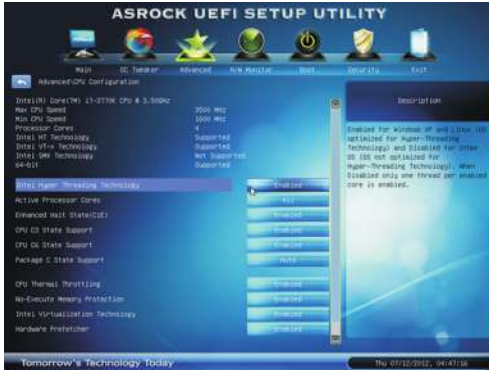 ASROCK UEFI SETUP UTILITY
Main
OC Tweaker
Advanced
H/W Monitor
Boot
Security
Exit
Advanced\CPU Configuration
Intel(R) Core(TM) i7-3770K CPU @ 3.50GHz
Max CPU Speed 3500 MHz
Min CPU Speed 1600 MHz
Processor Cores 4
Intel HT Technology Supported
Intel VT-x Technology Supported
Intel SMX Technology Not Supported
64-bit Supported
Intel Hyper Threading Technology Enabled
Active Processor Cores All
Enhanced Halt State(C1E) Enabled
CPU C3 State Support Enabled
CPU C6 State Support Enabled
Package C State Support Auto
CPU Thermal Throttling Enabled
No-Execute Memory Protection Enabled
Intel Virtualization Technology Enabled
Hardware Prefetcher Enabled
Description
Enabled for Windows XP and Linux (OS
optimized for Hyper-Threading
Technology) and Disabled for other
OS (OS not optimized for
Hyper-Threading Technology). When
Disabled only one thread per enabled
core is enabled.
Tomorrow's Technology Today
Thu 07/12/2012, 04:47:16